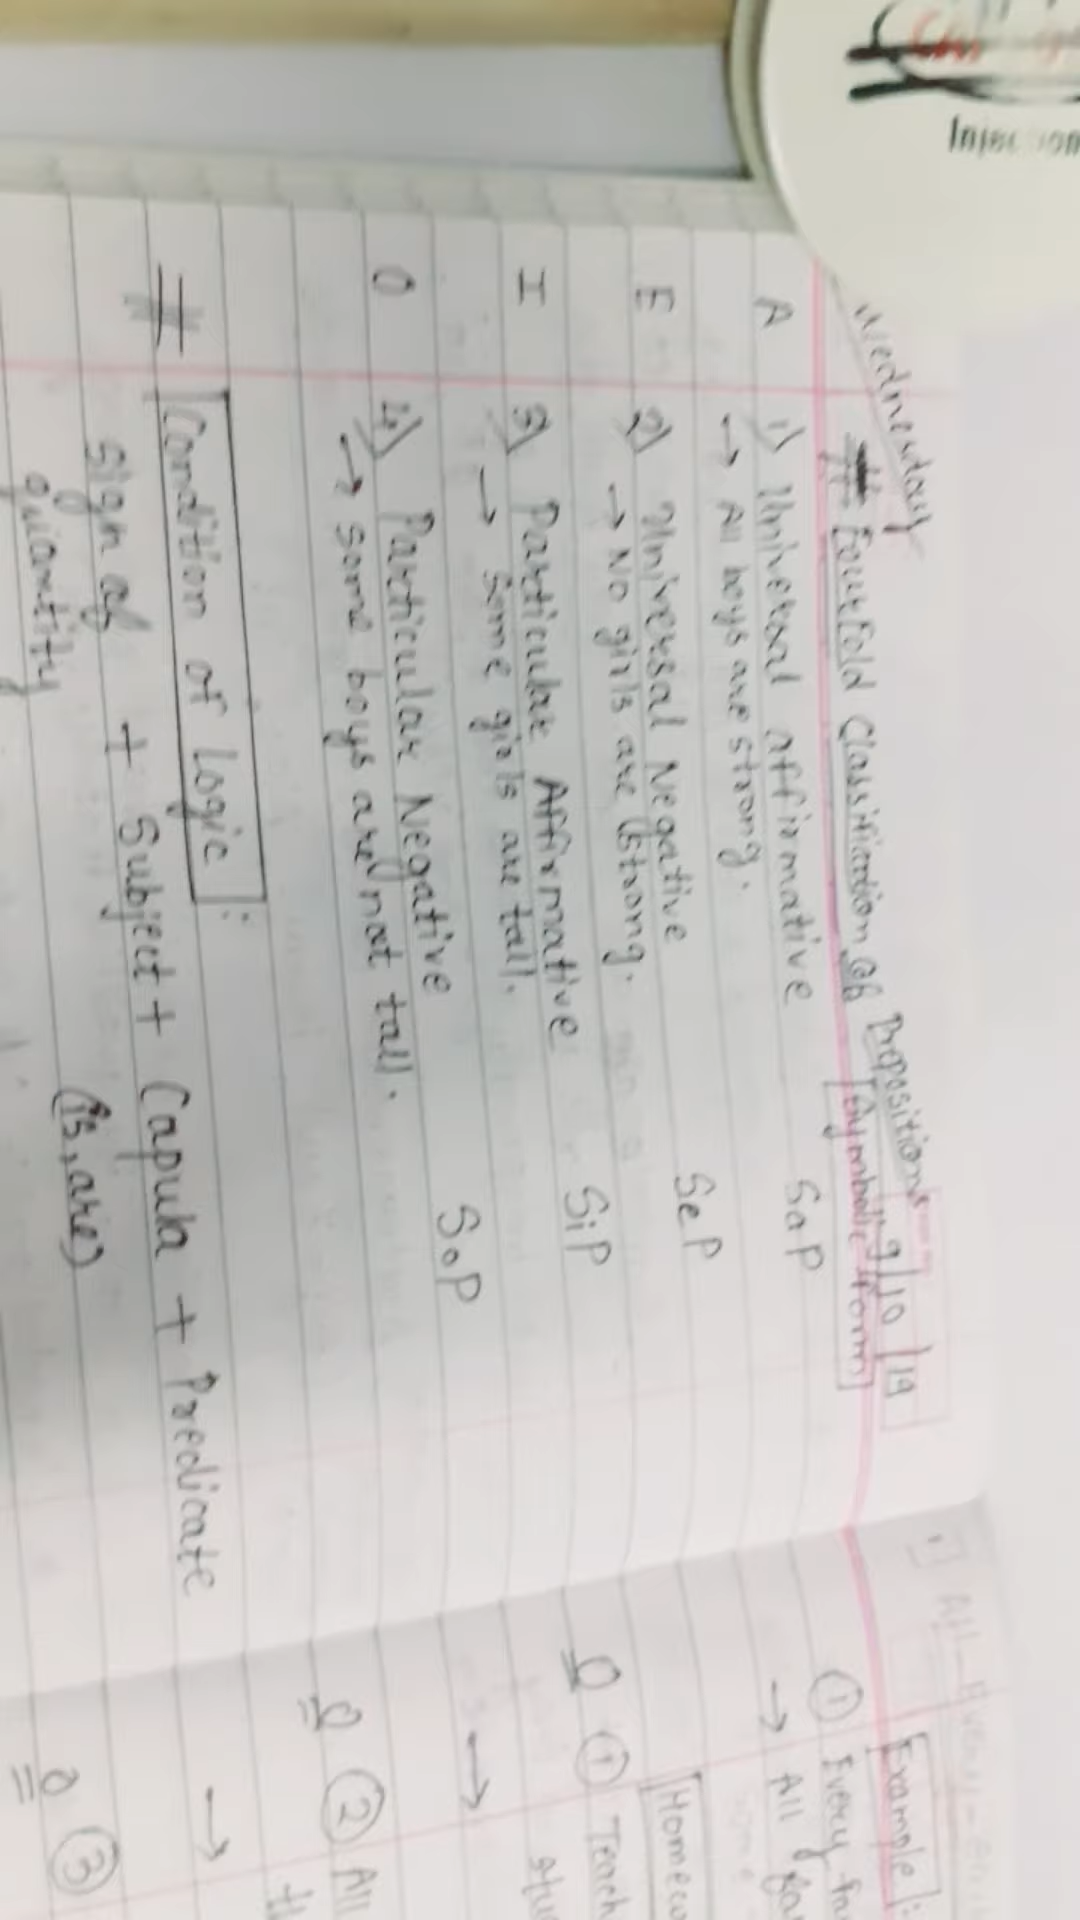 Wednesday
9/10/19
# Fourfold Classification of Propositions
Symbolic form
A 1) Universal affirmative SaP
→ All boys are strong.
E 2) Universal Negative SeP
→ No girls are strong.
I 3) Particular Affirmative SiP
→ Some girls are tall.
O 4) Particular Negative SoP
→ some boys are not tall.
# Condition of Logic :
Sign of + Subject + Capula + Predicate
quantity (is, are)
Example :
① Every
→ All
Homew
Q ① Teach
stu
→
Q ② All
th
→
Q ③